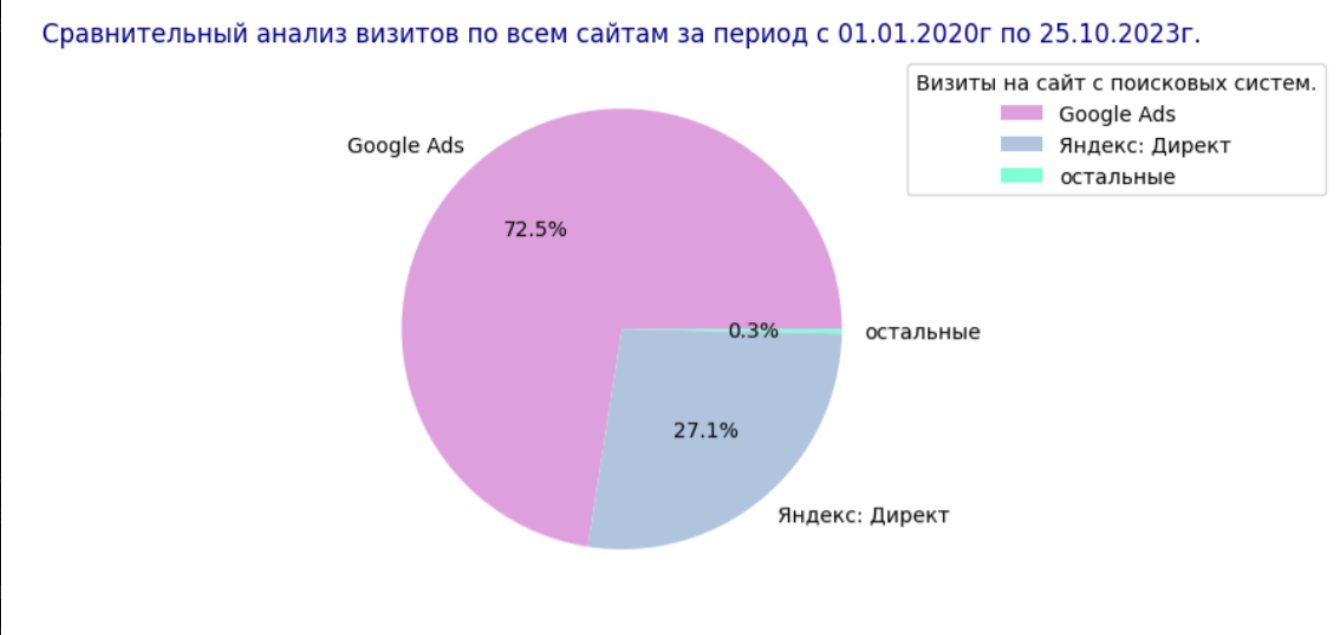 Сравнительный анализ визитов по всем сайтам за период с 01.01.2020г по 25.10.2023г.
Визиты на сайт с поисковых систем.
Google Ads
Яндекс: Директ
остальные
Google Ads
72.5%
0.3%
остальные
27.1%
Яндекс: Директ